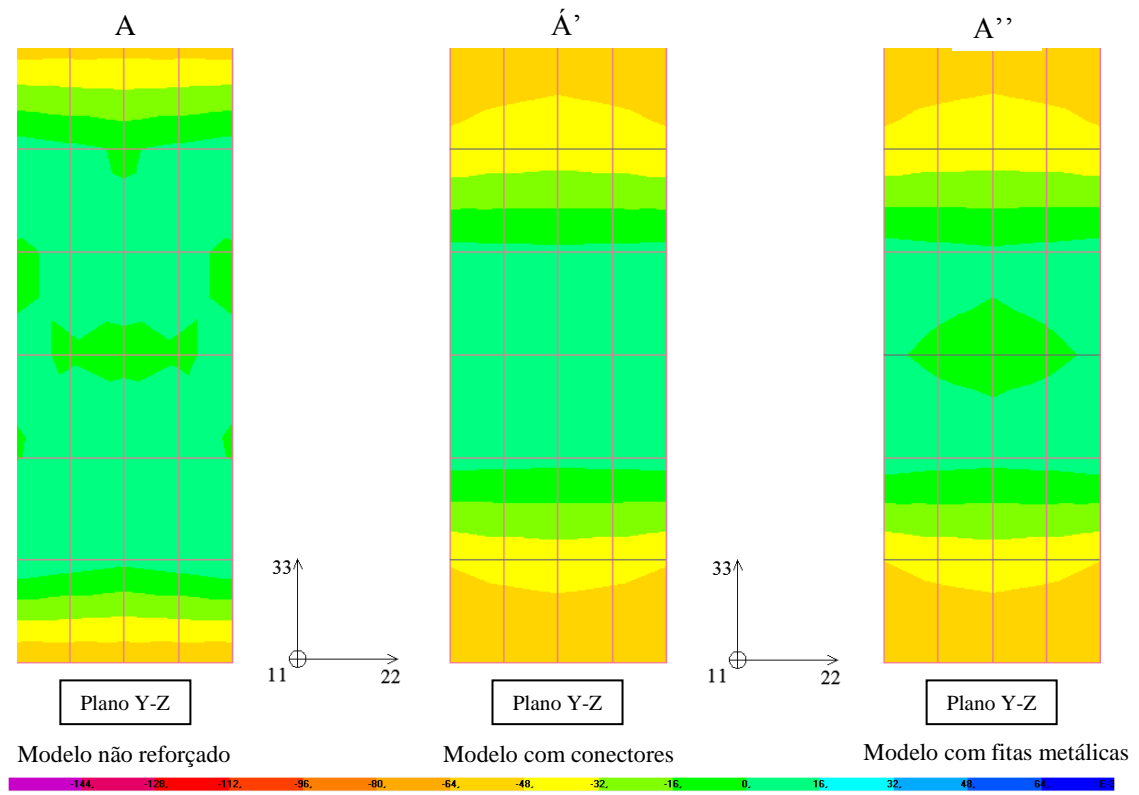 A Á’ A’’
33 33
11 22 11 22
Plano Y-Z Plano Y-Z Plano Y-Z
Modelo não reforçado Modelo com conectores Modelo com fitas metálicas
-144, -128, -112, -96, -80, -64, -48, -32, -16, 0, 16, 32, 48, 64 E-3